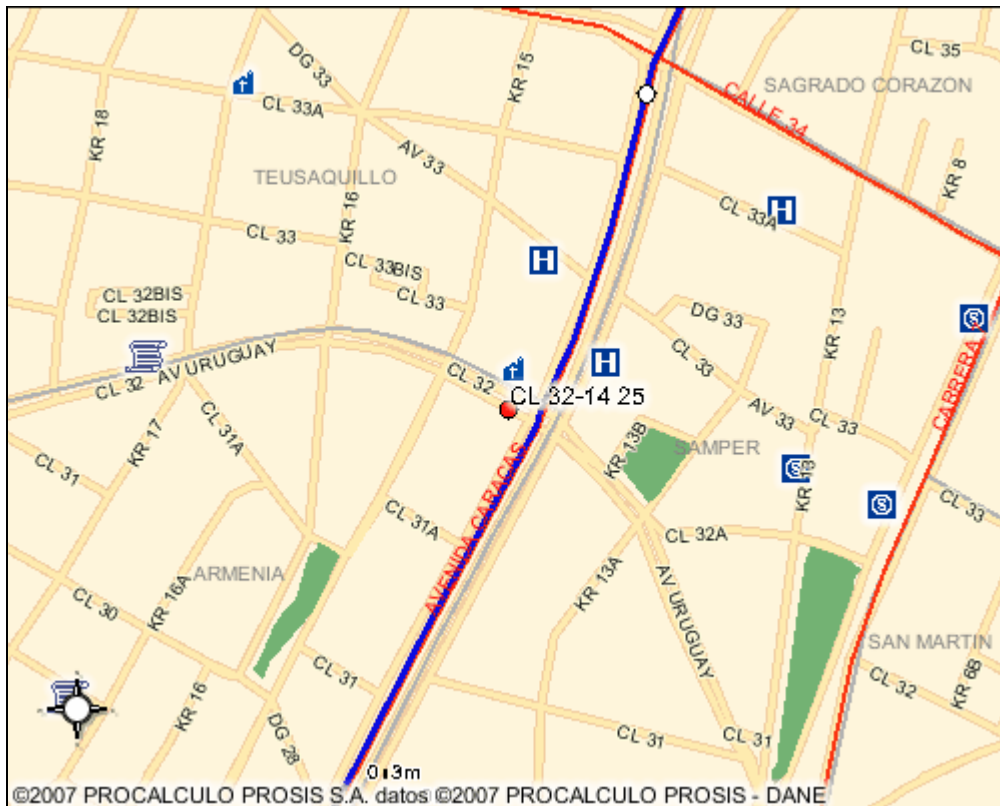 CL 35
DG 33
KR 15
SAGRADO CORAZON
CL 33A
CALLE 34
KR 18
AV 33
KR 8
TEUSAQUILLO
KR 16
CL 33A
CL 33
CL 33BIS
CL 33
CL 32BIS
CL 32BIS
H
H
DG 33
KR 13
S
CL 32 AV URUGUAY
CL 32
H
CL 33
CL 32-14 25
AV 33
CL 33
CARRERA
KR 17
CL 31A
KR 13B
SAMPER
CL 31
S
KR 13
S
CL 33
CL 31A
AVENIDA CARACAS
CL 32A
ARMENIA
KR 16A
KR 13A
AV URUGUAY
CL 30
SAN MARTIN
CL 31
KR 6B
CL 32
KR 16
DG 28
CL 31
CL 31
©2007 PROCALCULO PROSIS S.A. datos ©2007 PROCALCULO PROSIS - DANE